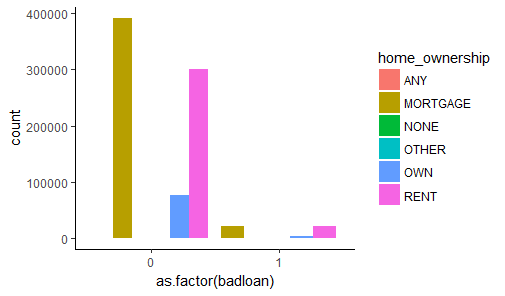 400000
300000
200000
100000
0
count
0 1
as.factor(badloan)
home_ownership
ANY
MORTGAGE
NONE
OTHER
OWN
RENT